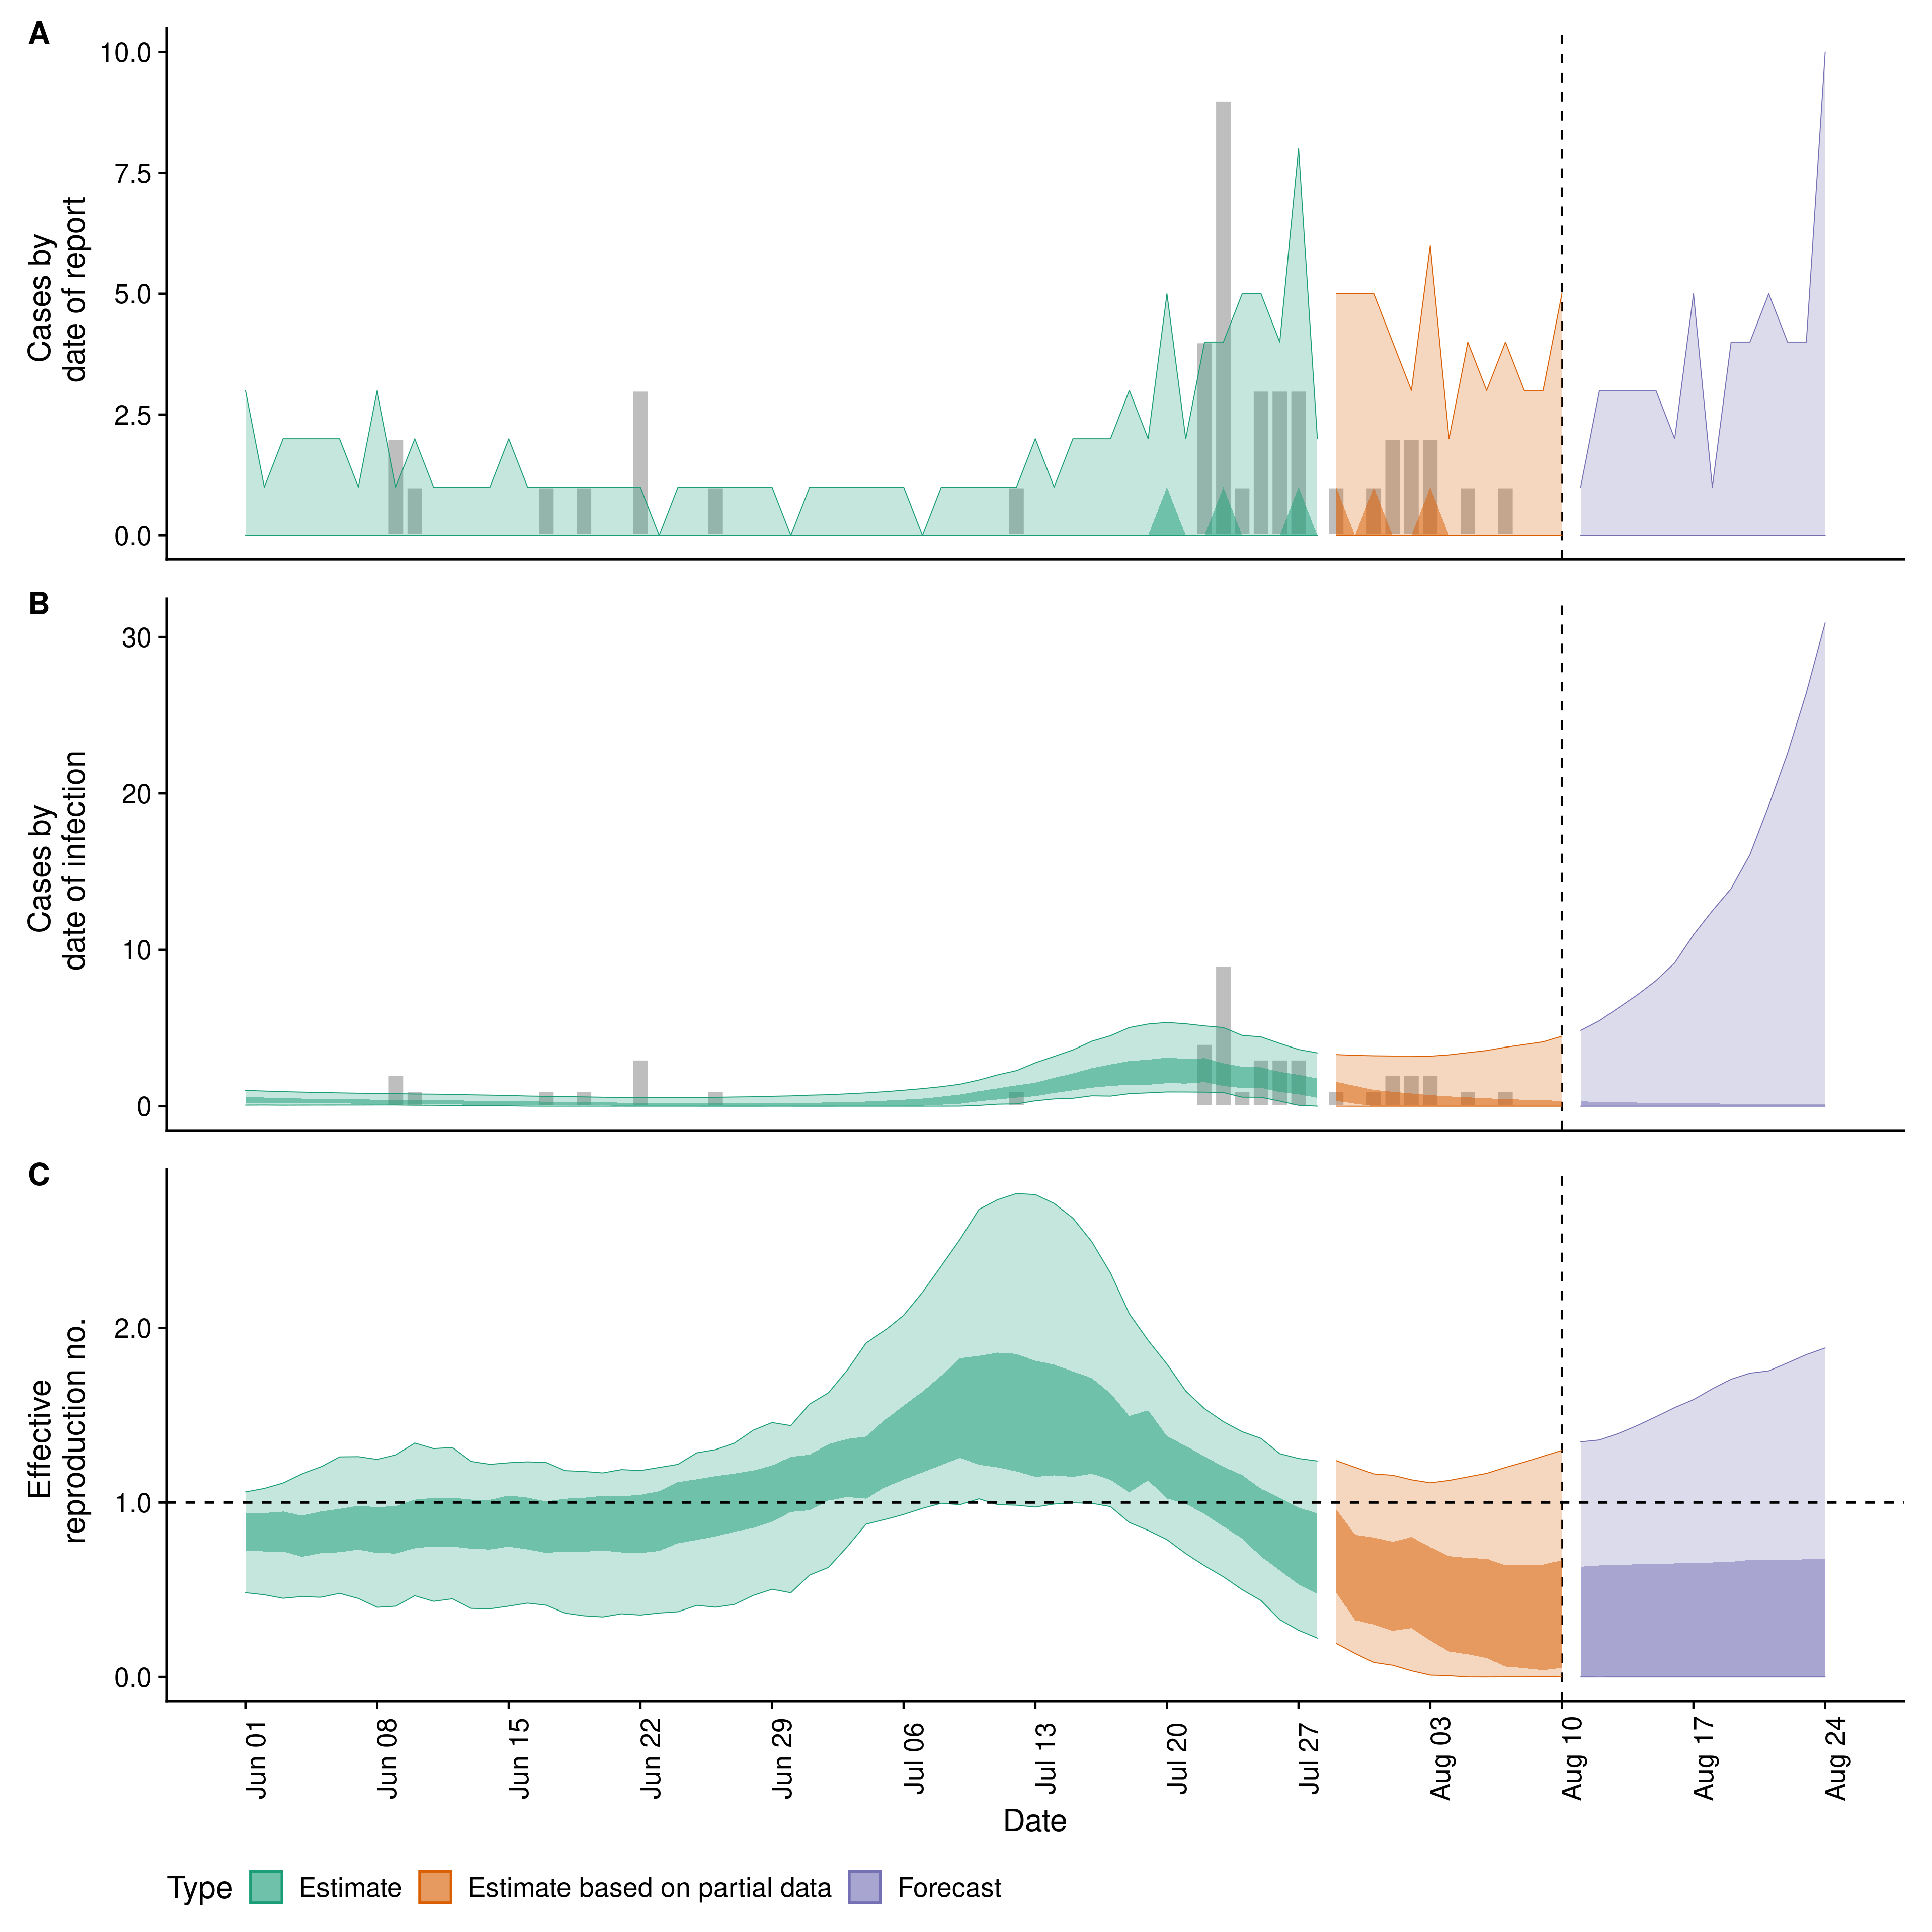 A
Cases by
date of report
10.0
7.5
5.0
2.5
0.0
B
Cases by
date of infection
30
20
10
0
C
Effective
reproduction no.
2.0
1.0
0.0
Jun 01
Jun 08
Jun 15
Jun 22
Jun 29
Jul 06
Jul 13
Jul 20
Jul 27
Aug 03
Aug 10
Aug 17
Aug 24
Date
Type Estimate Estimate based on partial data Forecast